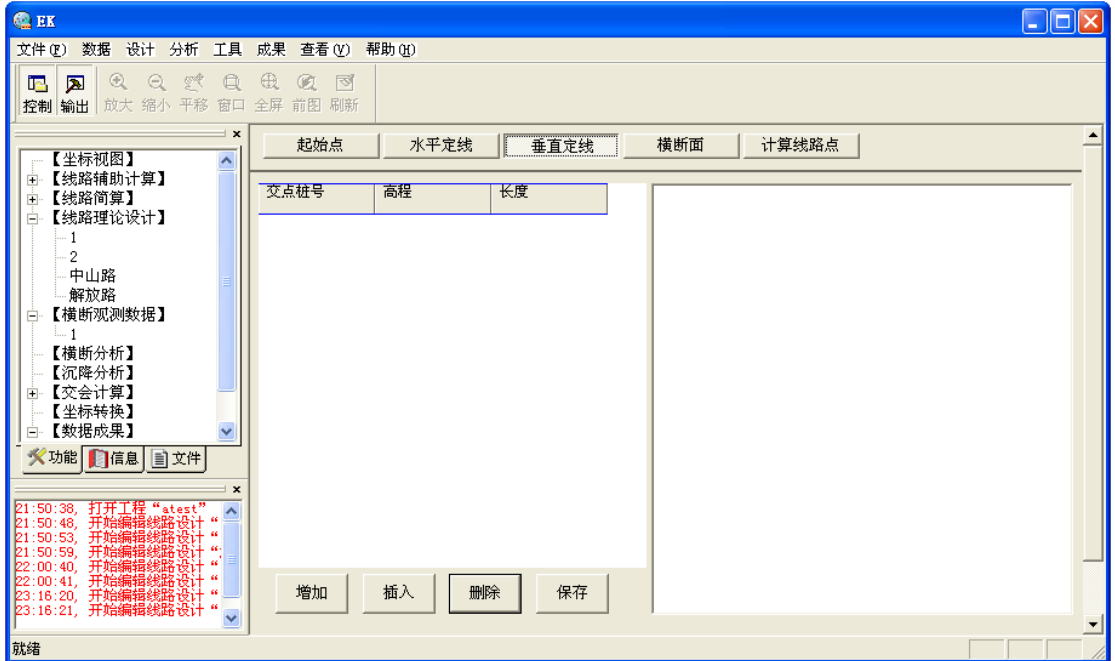 EK
文件(F) 数据 设计 分析 工具 成果 查看(V) 帮助(H)
控制 输出 放大 缩小 平移 窗口 全屏 前图 刷新
起始点 水平定线 垂直定线 横断面 计算线路点
【坐标视图】
【线路辅助计算】
【线路简算】
【线路理论设计】
1
2
中山路
解放路
【横断观测数据】
1
【横断分析】
【沉降分析】
【交会计算】
【坐标转换】
【数据成果】
功能 信息 文件
交点桩号 高程 长度
增加 插入 删除 保存
21:50:38, 打开工程“atest”
21:50:48, 开始编辑线路设计“
21:50:53, 开始编辑线路设计“
21:50:59, 开始编辑线路设计“
22:00:40, 开始编辑线路设计“
22:00:41, 开始编辑线路设计“
23:16:20, 开始编辑线路设计“
23:16:21, 开始编辑线路设计“
就绪